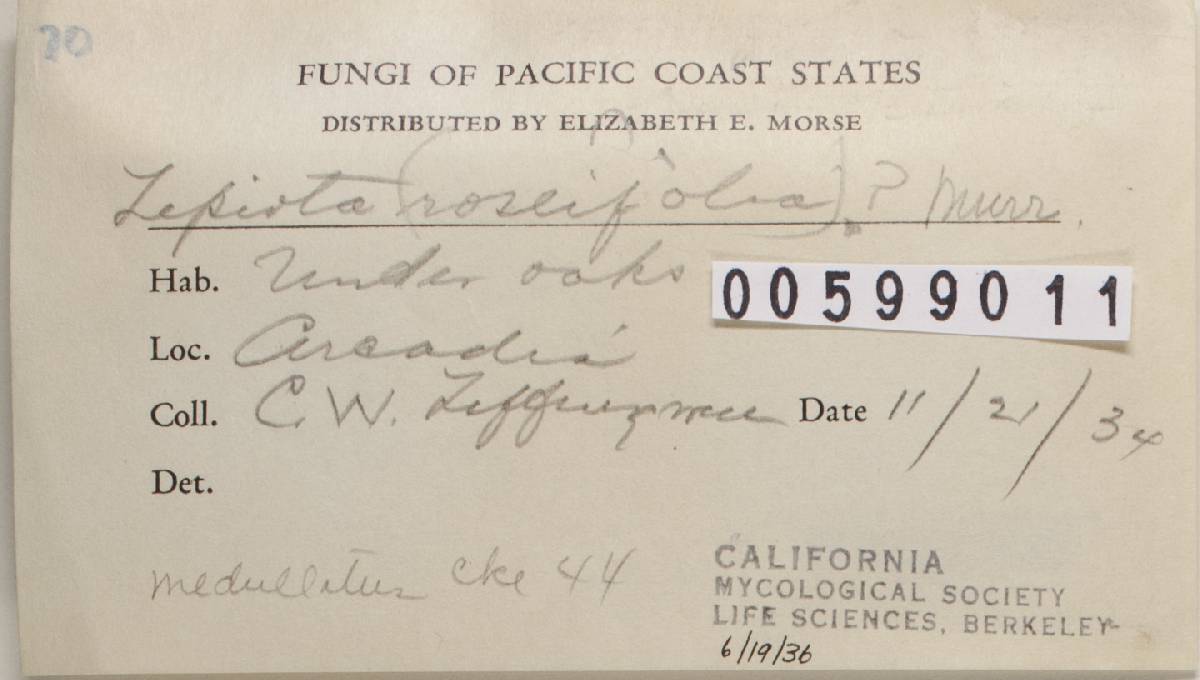 70
FUNGI OF PACIFIC COAST STATES
DISTRIBUTED BY ELIZABETH E. MORSE
Lepiota (roseifolia).? Murr.
Hab. Under oaks
00599011
Loc. Arcadia
Coll. C. W. Date 11/21/34
Det.
medullatus cke 44
CALIFORNIA
MYCOLOGICAL SOCIETY
LIFE SCIENCES, BERKELEY
6/19/36